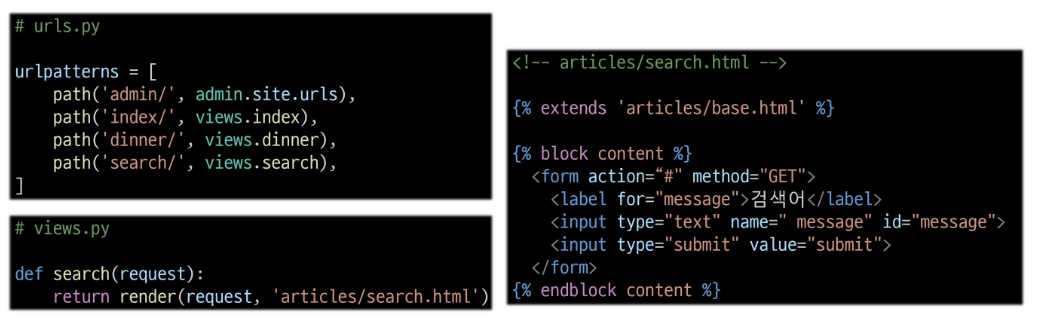 # urls.py
urlpatterns = [
    path('admin/', admin.site.urls),
    path('index/', views.index),
    path('dinner/', views.dinner),
    path('search/', views.search),
]
# views.py
def search(request):
    return render(request, 'articles/search.html')
<!-- articles/search.html -->
{% extends 'articles/base.html' %}
{% block content %}
  <form action=“#" method="GET">
    <label for="message">검색어</label>
    <input type="text" name=" message" id="message">
    <input type="submit" value="submit">
  </form>
{% endblock content %}